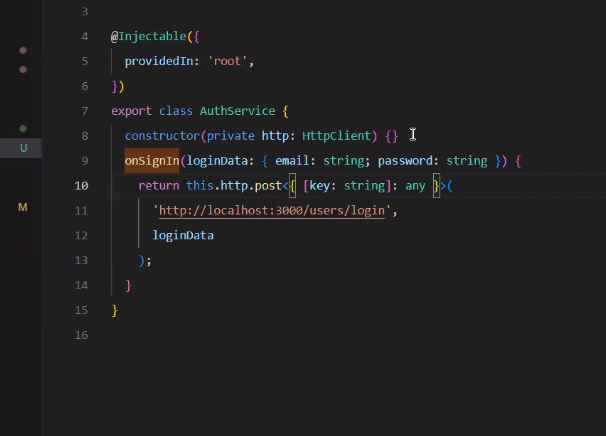 3
4 @Injectable({
5 providedIn: 'root',
6 })
7 export class AuthService {
8 constructor(private http: HttpClient) {}
U
9 onSignIn(loginData: { email: string; password: string }) {
10 return this.http.post<{ [key: string]: any }>(
M
11 'http://localhost:3000/users/login',
12 loginData
13 );
14 }
15 }
16